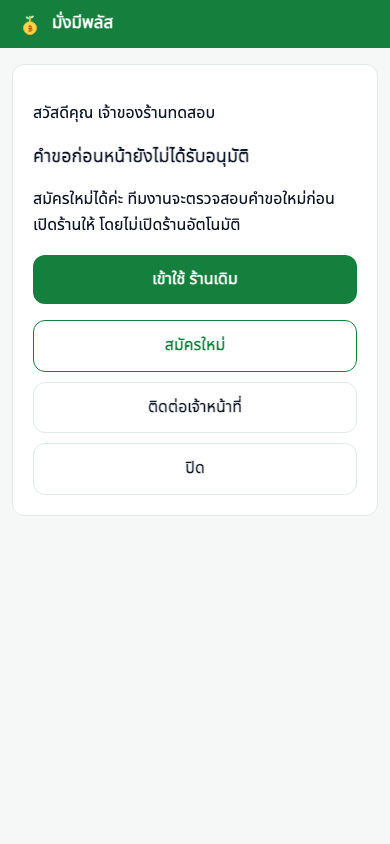 มั่งมีพลัส
สวัสดีคุณ เจ้าของร้านทดสอบ
คำขอก่อนหน้ายังไม่ได้รับอนุมัติ
สมัครใหม่ได้ค่ะ ทีมงานจะตรวจสอบคำขอใหม่ก่อน
เปิดร้านให้ โดยไม่เปิดร้านอัตโนมัติ
เข้าใช้ ร้านเดิม
สมัครใหม่
ติดต่อเจ้าหน้าที่
ปิด